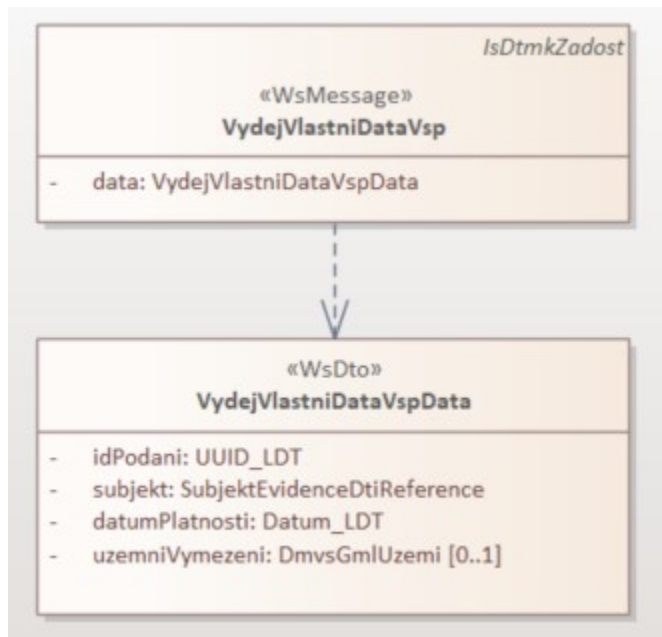 IsDtmkZadost
«WsMessage»
VydejVlastniDataVsp
- data: VydejVlastniDataVspData
«WsDto»
VydejVlastniDataVspData
- idPodani: UUID_LDT
- subjekt: SubjektEvidenceDtiReference
- datumPlatnosti: Datum_LDT
- uzemniVymezeni: DmvsGmlUzemi [0..1]